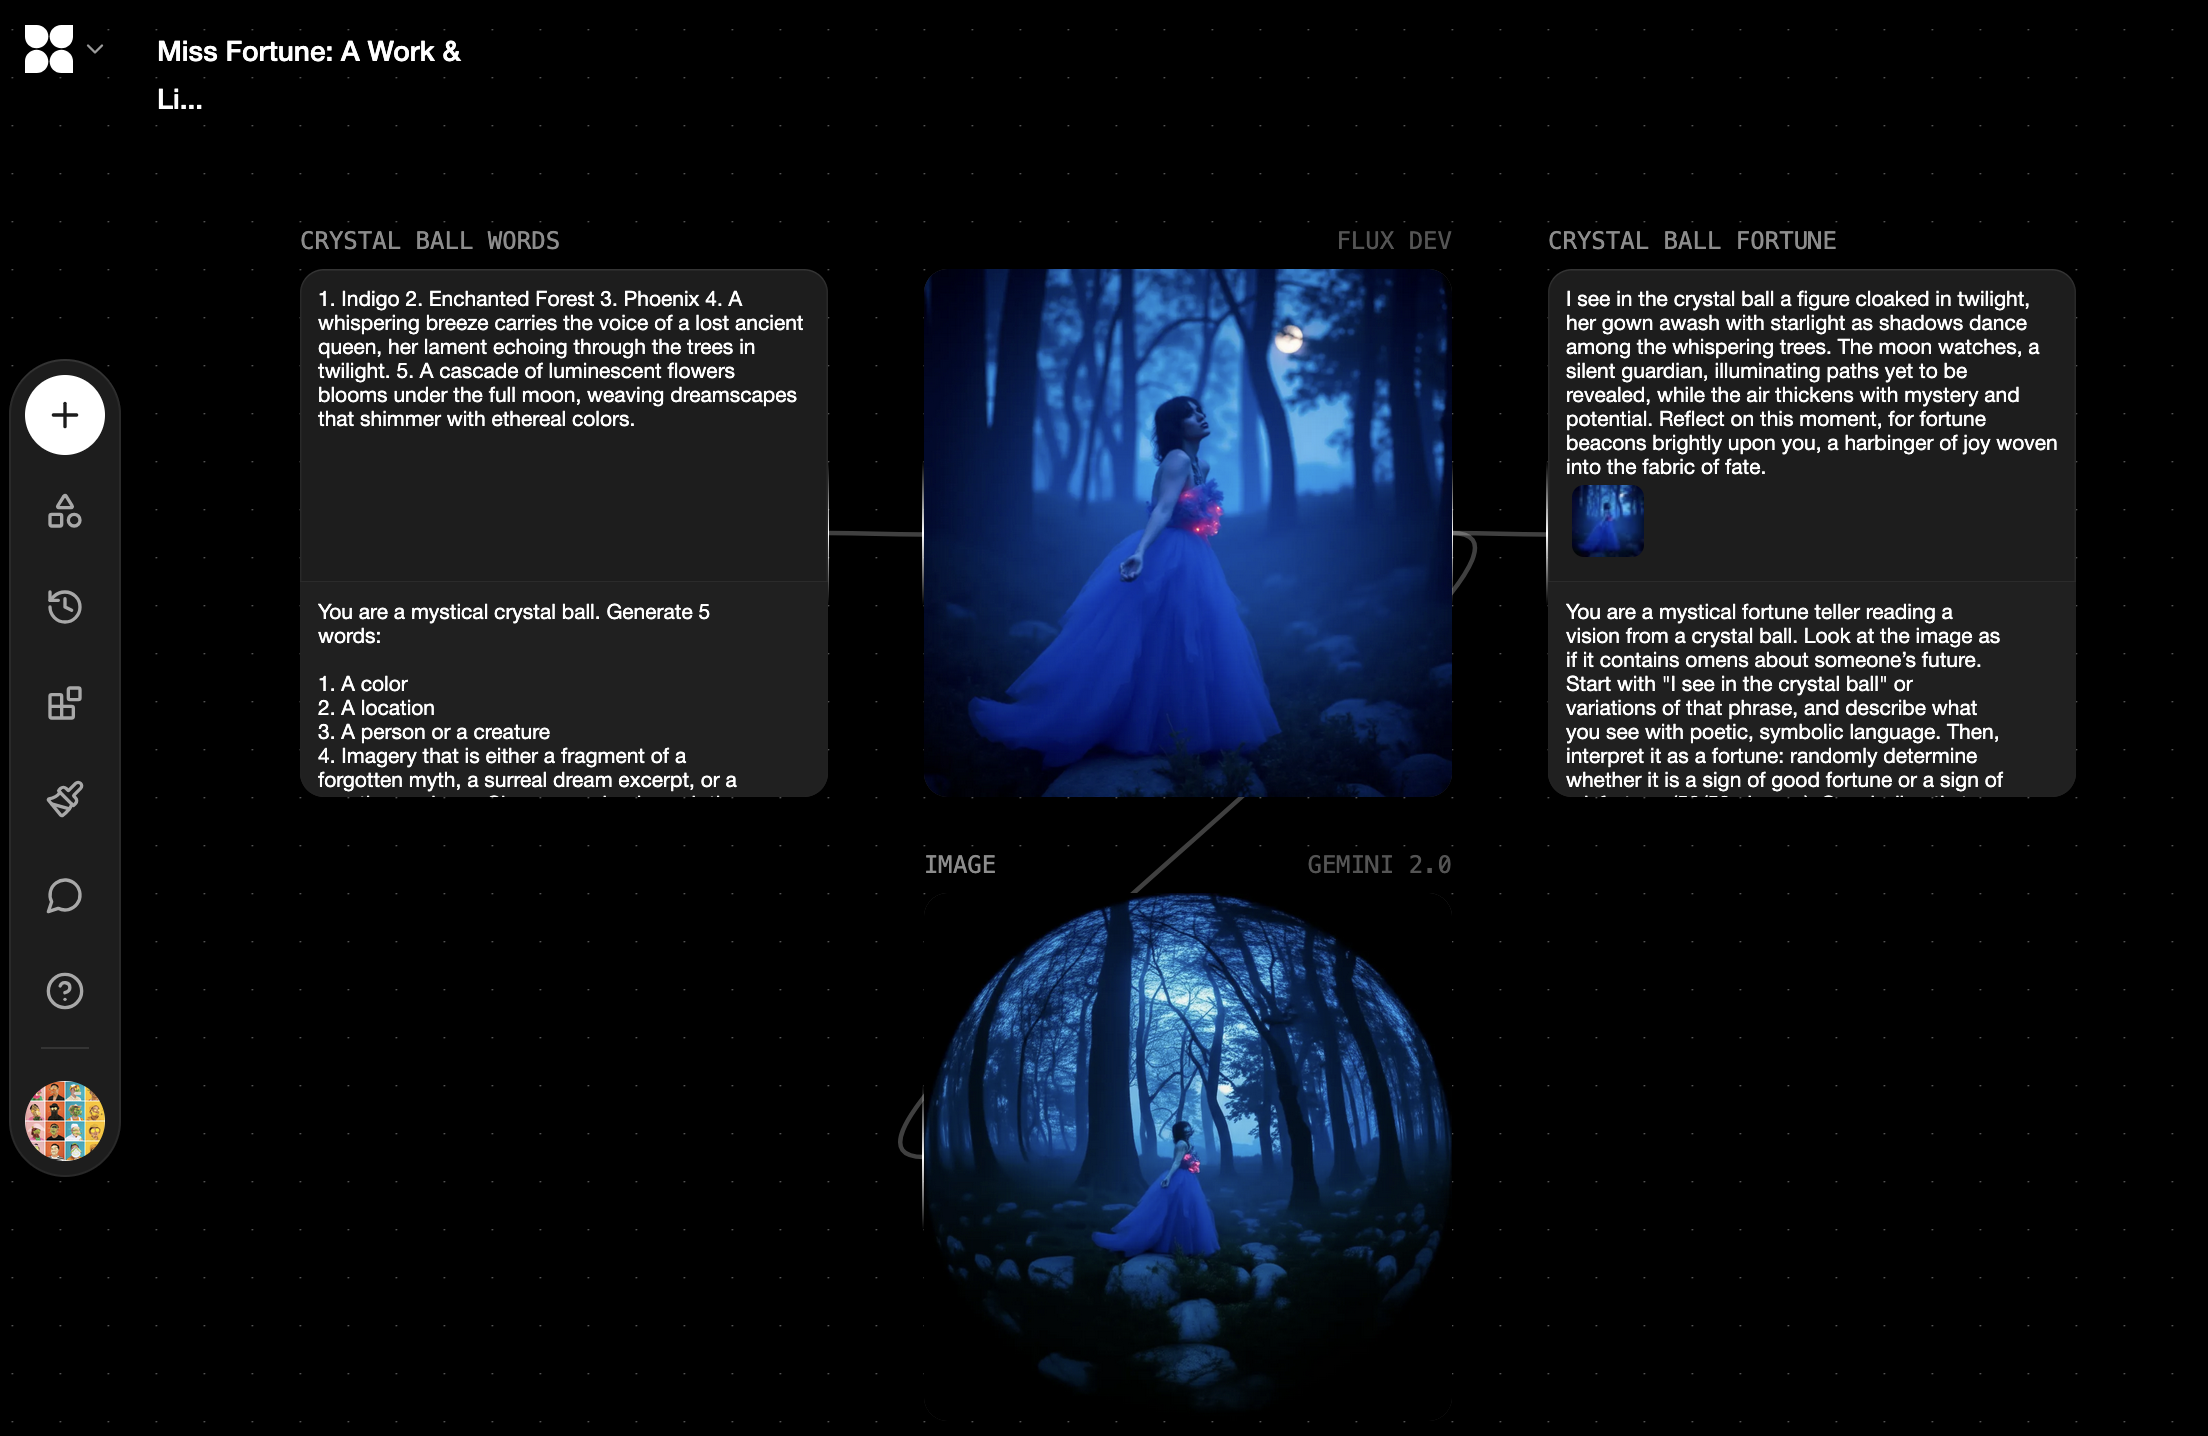 Miss Fortune: A Work &
Li...
CRYSTAL BALL WORDS
1. Indigo 2. Enchanted Forest 3. Phoenix 4. A
whispering breeze carries the voice of a lost ancient
queen, her lament echoing through the trees in
twilight. 5. A cascade of luminescent flowers
blooms under the full moon, weaving dreamscapes
that shimmer with ethereal colors.
You are a mystical crystal ball. Generate 5
words:
1. A color
2. A location
3. A person or a creature
4. Imagery that is either a fragment of a
forgotten myth, a surreal dream excerpt, or a
FLUX DEV
IMAGE
GEMINI 2.0
CRYSTAL BALL FORTUNE
I see in the crystal ball a figure cloaked in twilight,
her gown awash with starlight as shadows dance
among the whispering trees. The moon watches, a
silent guardian, illuminating paths yet to be
revealed, while the air thickens with mystery and
potential. Reflect on this moment, for fortune
beacons brightly upon you, a harbinger of joy woven
into the fabric of fate.
You are a mystical fortune teller reading a
vision from a crystal ball. Look at the image as
if it contains omens about someone’s future.
Start with "I see in the crystal ball" or
variations of that phrase, and describe what
you see with poetic, symbolic language. Then,
interpret it as a fortune: randomly determine
whether it is a sign of good fortune or a sign of